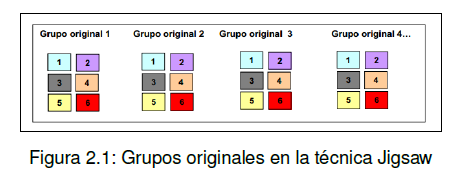 Grupo original 1 Grupo original 2 Grupo original 3 Grupo original 4...
1 2 1 2 1 2 1 2
3 4 3 4 3 4 3 4
5 6 5 6 5 6 5 6
Figura 2.1: Grupos originales en la técnica Jigsaw